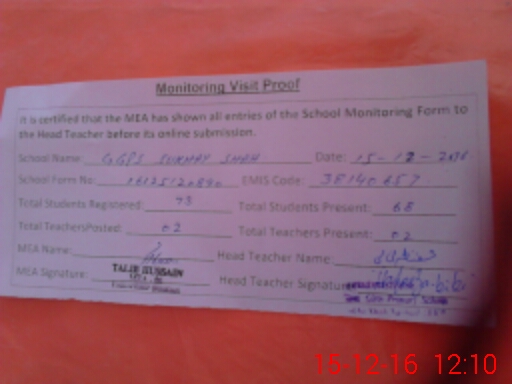 Monitoring Visit Proof
It is certified that the MEA has shown all entries of the School Monitoring Form to
the Head Teacher before its online submission.
School Name: GGPS Date: 15-12-
School Form No: EMIS Code: 38140657
Total Students Registered: 73 Total Students Present: 68
Total TeachersPosted: 02 Total Teachers Present: 02
MEA Name: Head Teacher Name:
MEA Signature: TALIB HUSSAIN Head Teacher Signature
15-12-16 12:10